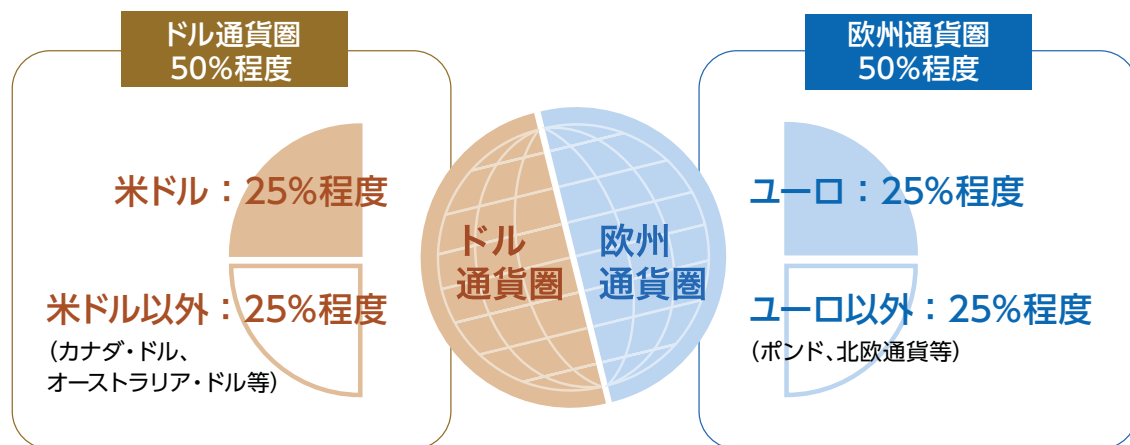 ドル通貨圏
50%程度
米ドル：25%程度
米ドル以外：25%程度
（カナダ・ドル、
オーストラリア・ドル等）
ドル
通貨圏
欧州
通貨圏
欧州通貨圏
50%程度
ユーロ：25%程度
ユーロ以外：25%程度
（ポンド、北欧通貨等）